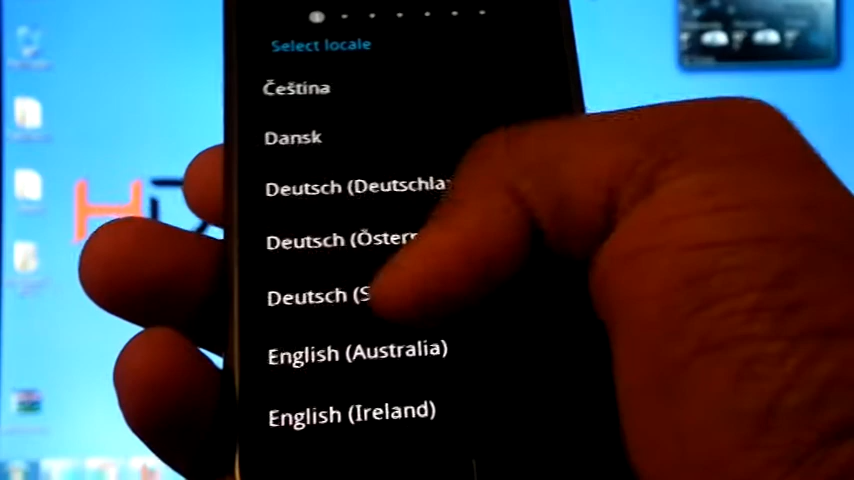 Select locale
Čeština
Dansk
Deutsch (Deutschla
Deutsch (Österr
Deutsch (S
English (Australia)
English (Ireland)